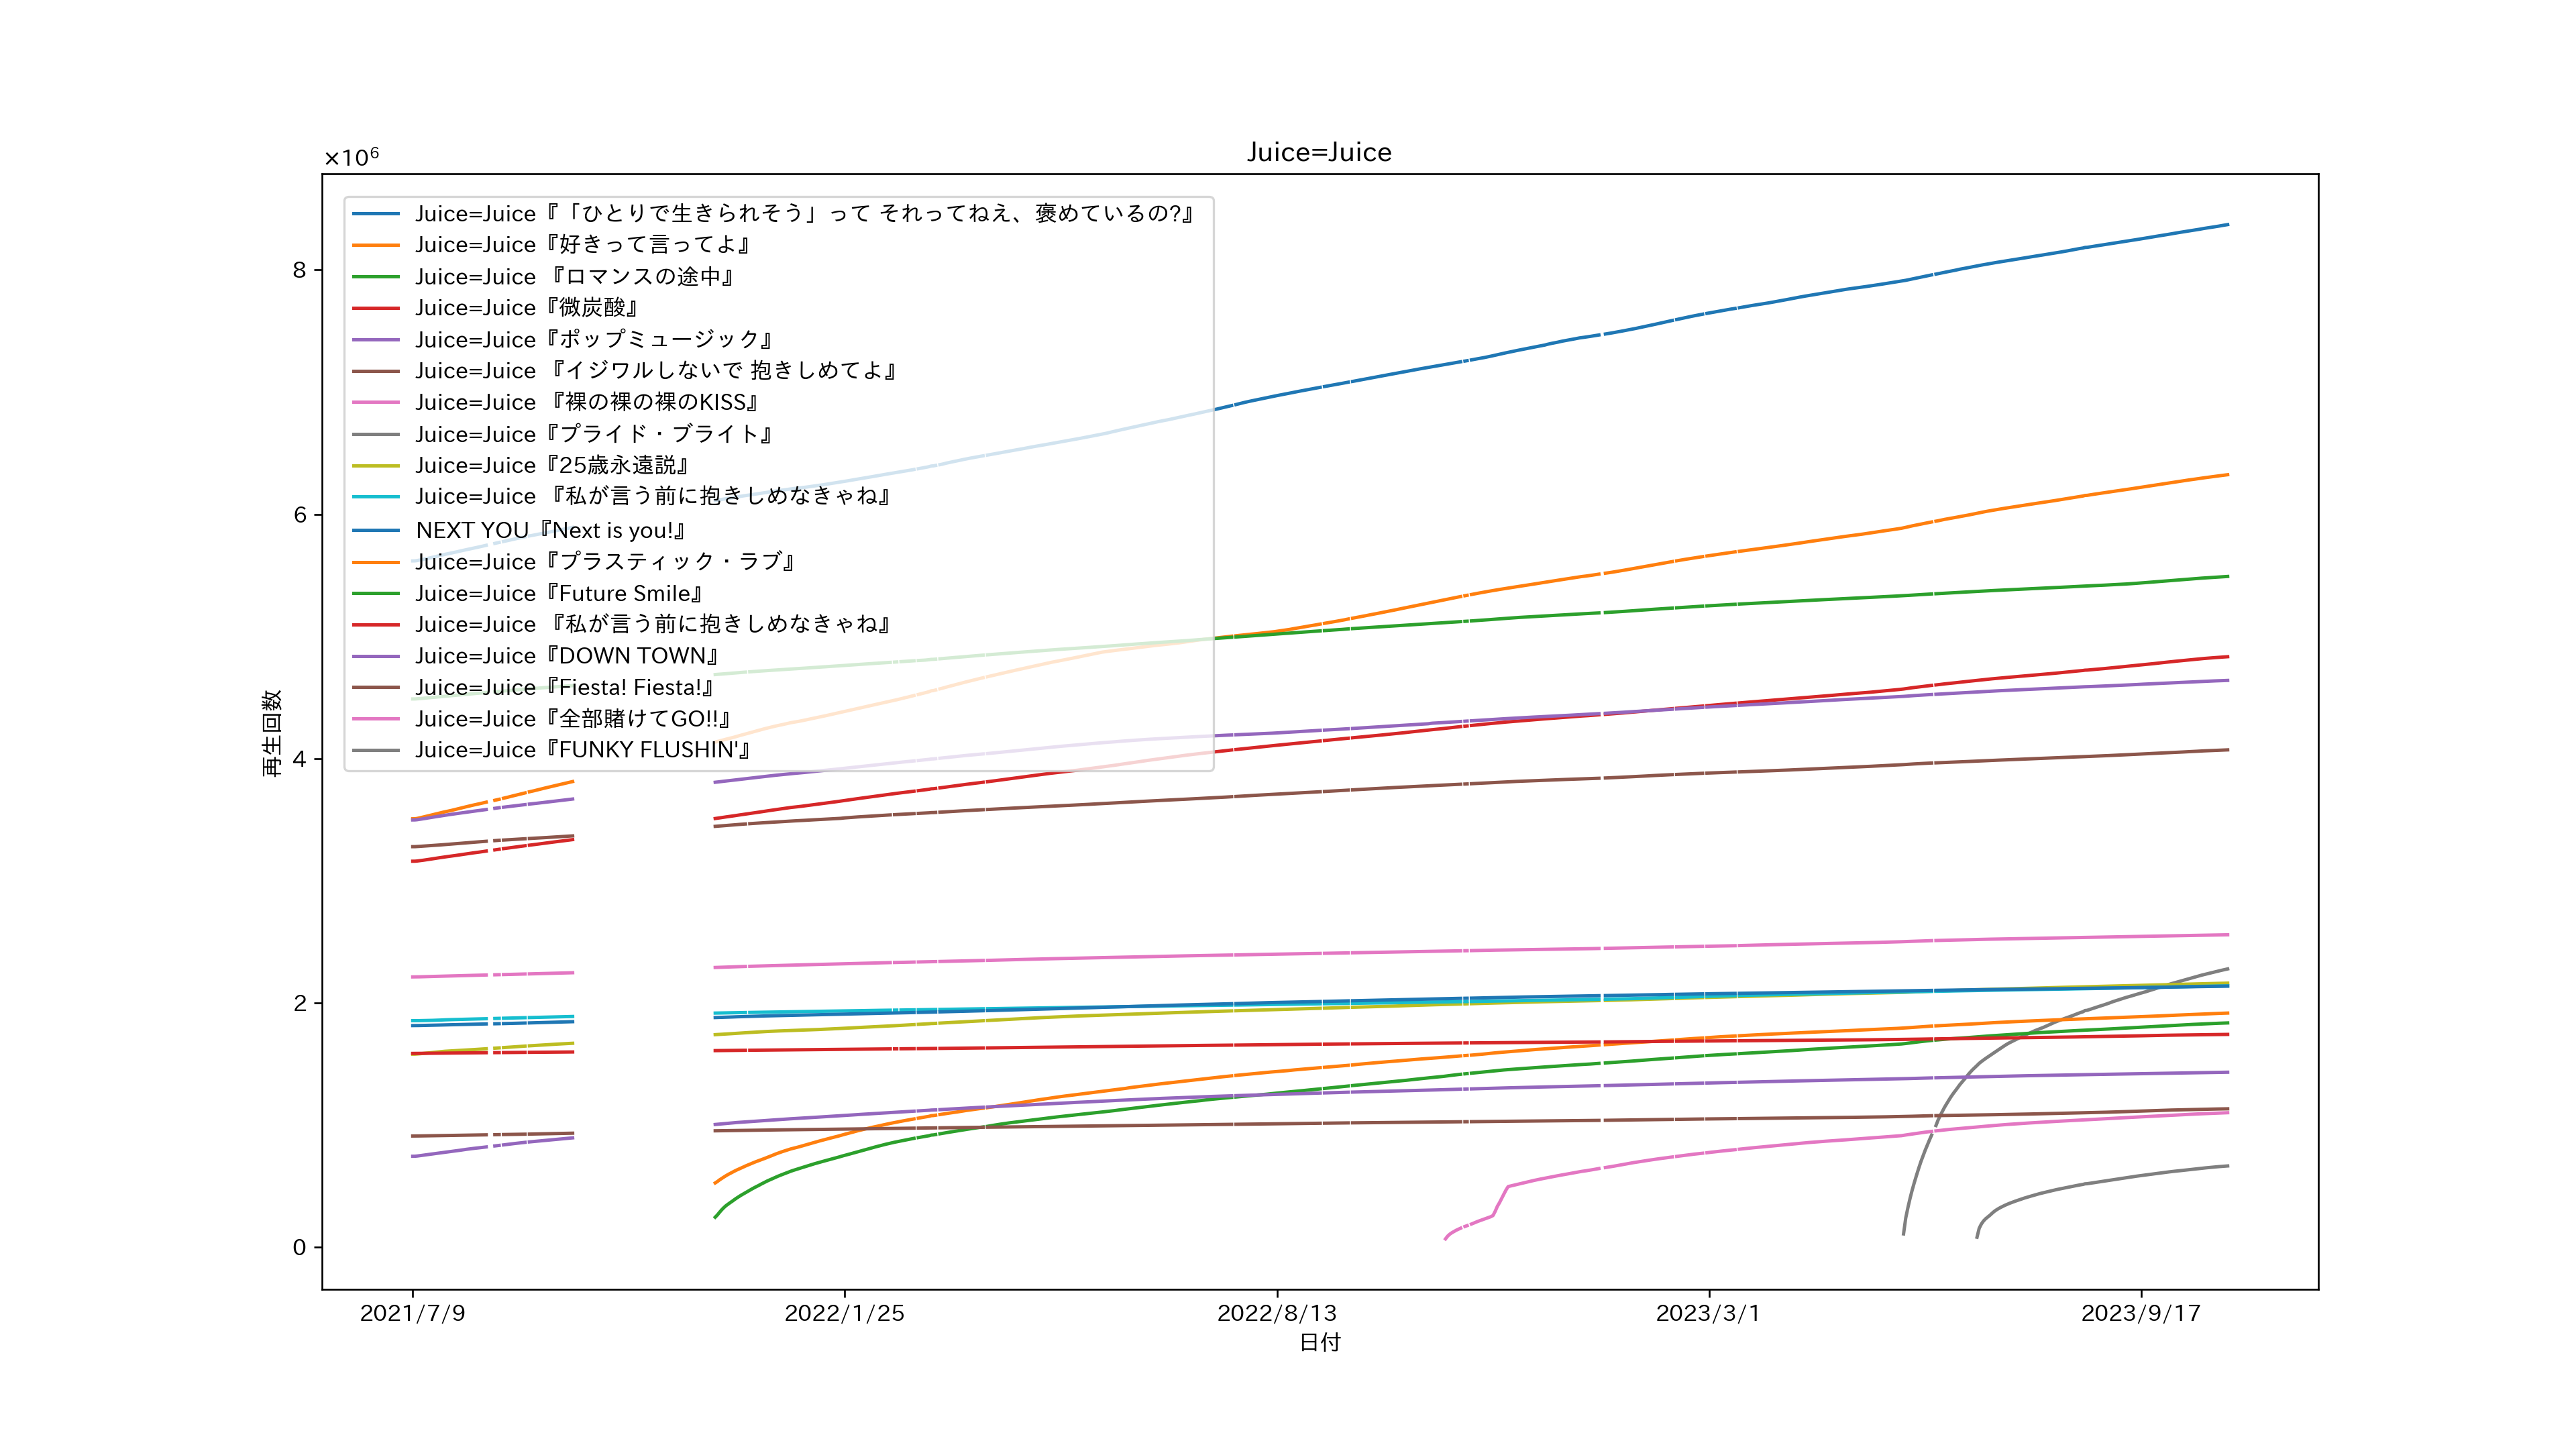 Juice=Juice
×10⁶
Juice=Juice『「ひとりで生きられそう」って それってねえ、褒めているの?』
Juice=Juice『好きって言ってよ』
Juice=Juice 『ロマンスの途中』
Juice=Juice『微炭酸』
Juice=Juice『ポップミュージック』
Juice=Juice 『イジワルしないで 抱きしめてよ』
Juice=Juice 『裸の裸の裸のKISS』
Juice=Juice『プライド・ブライト』
Juice=Juice『25歳永遠説』
Juice=Juice 『私が言う前に抱きしめなきゃね』
NEXT YOU『Next is you!』
Juice=Juice『プラスティック・ラブ』
Juice=Juice『Future Smile』
Juice=Juice 『私が言う前に抱きしめなきゃね』
Juice=Juice『DOWN TOWN』
Juice=Juice『Fiesta! Fiesta!』
Juice=Juice『全部賭けてGO!!』
Juice=Juice『FUNKY FLUSHIN'』
再生回数
8
6
4
2
0
2021/7/9
2022/1/25
2022/8/13
2023/3/1
2023/9/17
日付